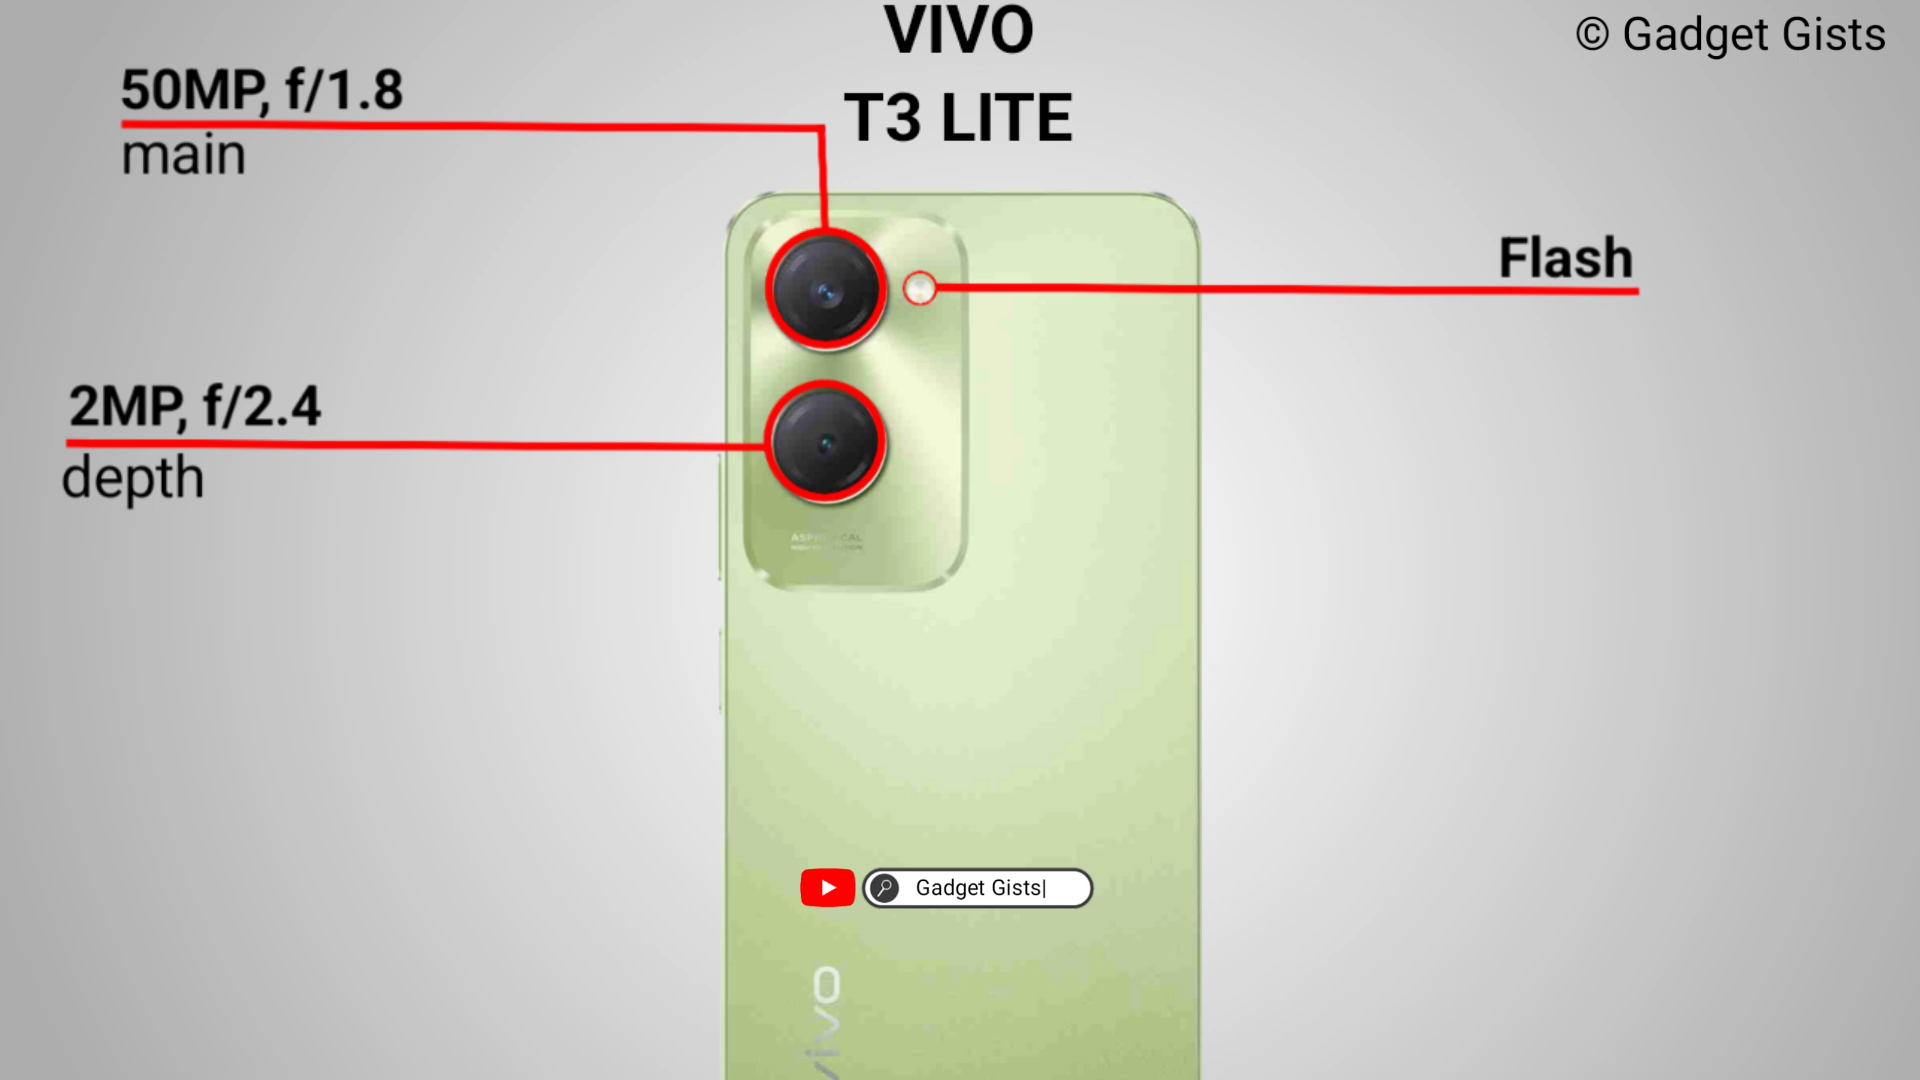 VIVO
T3 LITE
© Gadget Gists
50MP, f/1.8
main
Flash
2MP, f/2.4
depth
Gadget Gists|
vivo